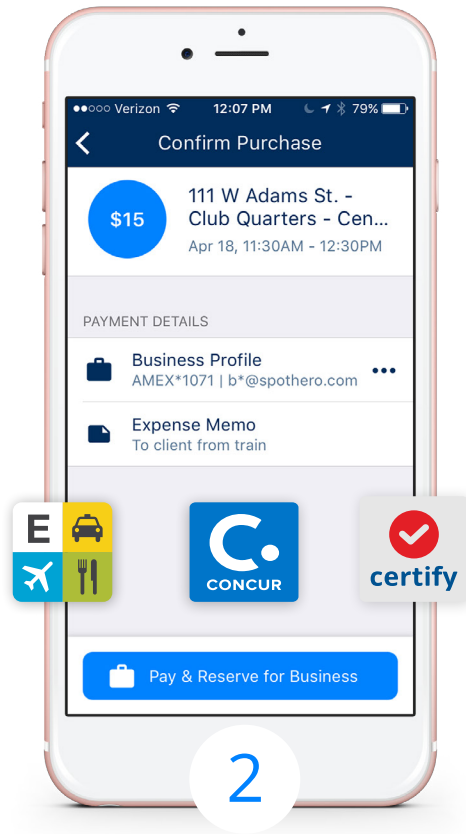 Verizon 12:07 PM 79%
Confirm Purchase
$15
111 W Adams St. -
Club Quarters - Cen...
Apr 18, 11:30AM - 12:30PM
PAYMENT DETAILS
Business Profile
AMEX*1071 | b*@spothero.com
Expense Memo
To client from train
E
CONCUR
certify
Pay & Reserve for Business
2